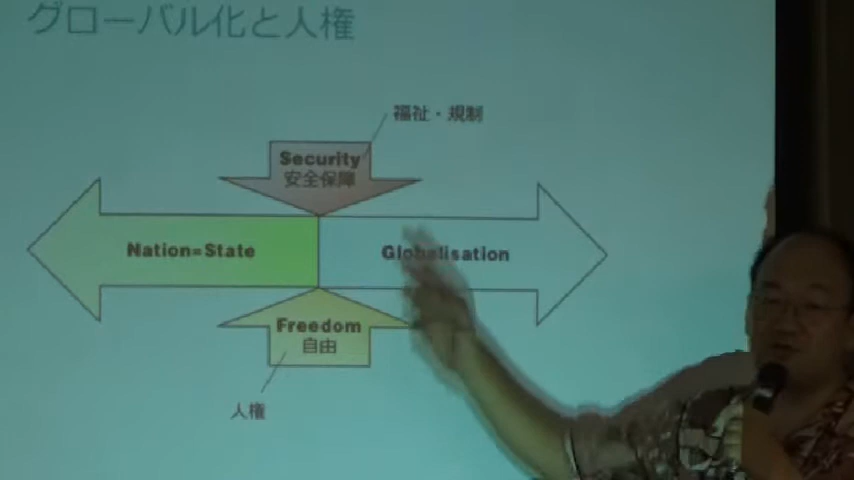 グローバル化と人権
福祉・規制
Security
安全保障
Nation=State
Globalisation
Freedom
自由
人権